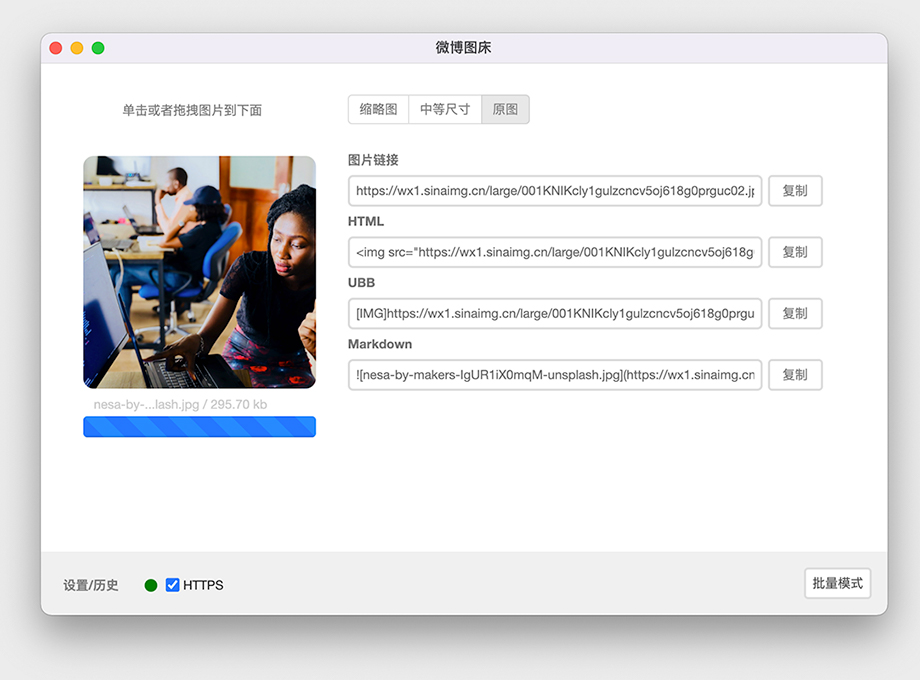 微博图床
单击或者拖拽图片到下面
缩略图 中等尺寸 原图
图片链接
https://wx1.sinaimg.cn/large/001KNIKcly1gulzcncv5oj618g0prguc02.jp 复制
HTML
<img src="https://wx1.sinaimg.cn/large/001KNIKcly1gulzcncv5oj618g 复制
UBB
[IMG]https://wx1.sinaimg.cn/large/001KNIKcly1gulzcncv5oj618g0prgu 复制
Markdown
![nesa-by-makers-IgUR1iX0mqM-unsplash.jpg](https://wx1.sinaimg.cn 复制
nesa-by-...lash.jpg / 295.70 kb
设置/历史 HTTPS 批量模式